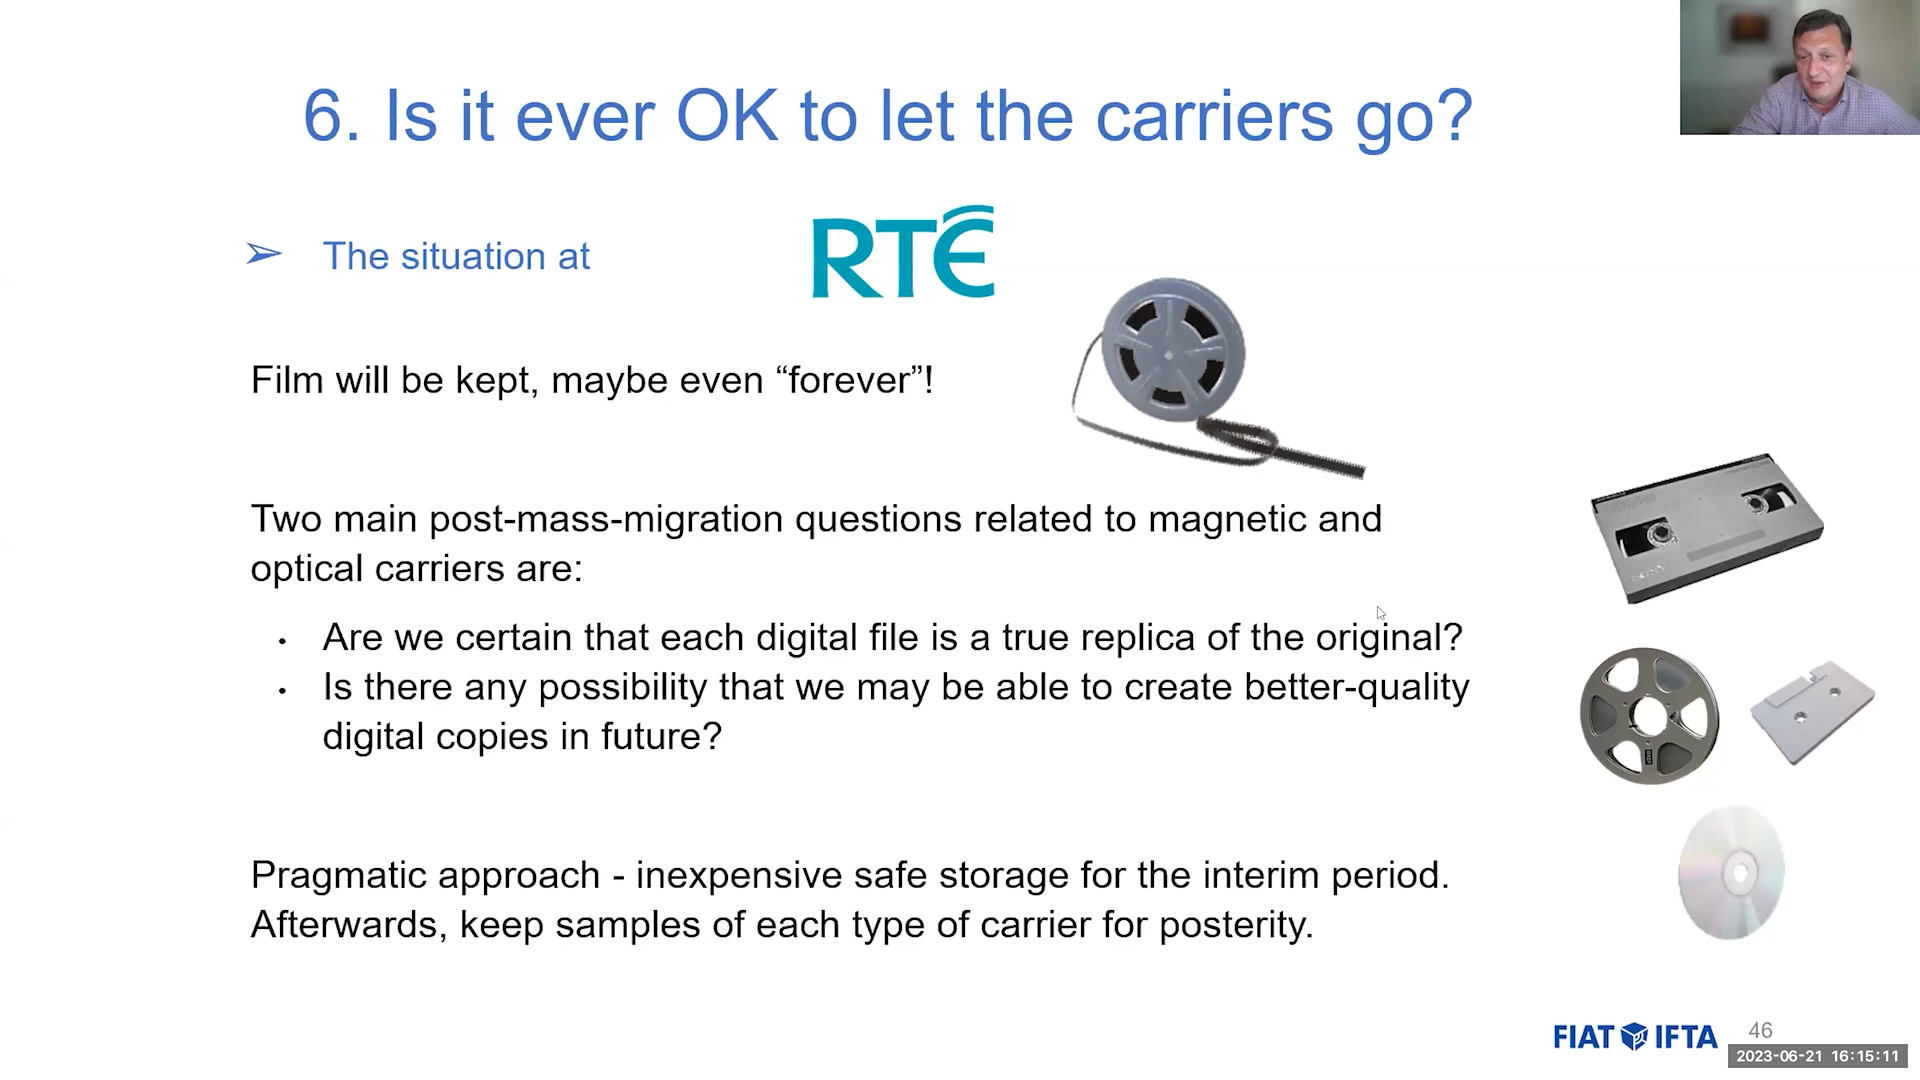 6. Is it ever OK to let the carriers go?
➢ The situation at
RTÉ
Film will be kept, maybe even “forever”!
Two main post-mass-migration questions related to magnetic and
optical carriers are:
• Are we certain that each digital file is a true replica of the original?
• Is there any possibility that we may be able to create better-quality
digital copies in future?
Pragmatic approach - inexpensive safe storage for the interim period.
Afterwards, keep samples of each type of carrier for posterity.
SONY
FIAT IFTA
46
2023-06-21 16:15:11